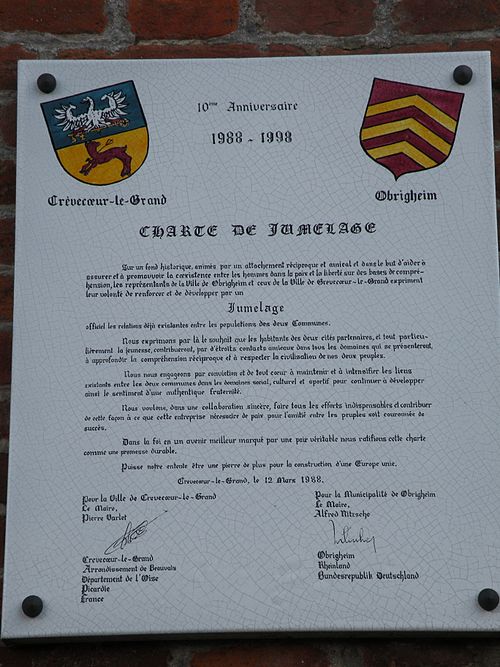 10ème Anniversaire
1988 - 1998
Crèvecœur-le-Grand
Obrigheim
CHARTE DE JUMELAGE
Sur un fond historique, animés par un attachement réciproque et amical et dans le but d'aider à
assurer et à promouvoir la coexistence entre les hommes dans la paix et la liberté sur des bases de compré-
hension, les représentants de la Ville de Obrigheim et ceux de la Ville de Crevecœur-le-Grand expriment
leur volonté de renforcer et de développer par un
Jumelage
officiel les relations déjà existantes entre les populations des deux Communes.
Nous exprimons par là le souhait que les habitants des deux cités partenaires, et tout particu-
lièrement la jeunesse, contribueront, par d'étroits contacts amicaux dans tous les domaines qui se présenteront,
à approfondir la compréhension réciproque et à respecter la civilisation de nos deux peuples.
Nous nous engageons par conviction et de tout coeur à maintenir et à intensifier les liens
existants entre les deux communes dans les domaines social, culturel et sportif pour continuer à développer
ainsi le sentiment d'une authentique fraternité.
Nous voulons, dans une collaboration sincère, faire tous les efforts indispensables et contribuer
de cette façon à ce que cette entreprise nécessaire de paix pour l'amitié entre les peuples soit couronnée de
succès.
Dans la foi en un avenir meilleur marqué par une paix véritable nous ratifions cette charte
comme une promesse durable.
Puisse notre entente être une pierre de plus pour la construction d'une Europe unie.
Crevecœur-le-Grand, le 12 Mars 1988.
Pour la Ville de Crevecœur-le-Grand
Le Maire,
Pierre Varlet
Crevecœur-le-Grand
Arrondissement de Beauvais
Département de l'Oise
Picardie
France
Pour la Municipalité de Obrigheim
Le Maire,
Alfred Nitzsche
Obrigheim
Rheinland
Bundesrepublik Deutschland